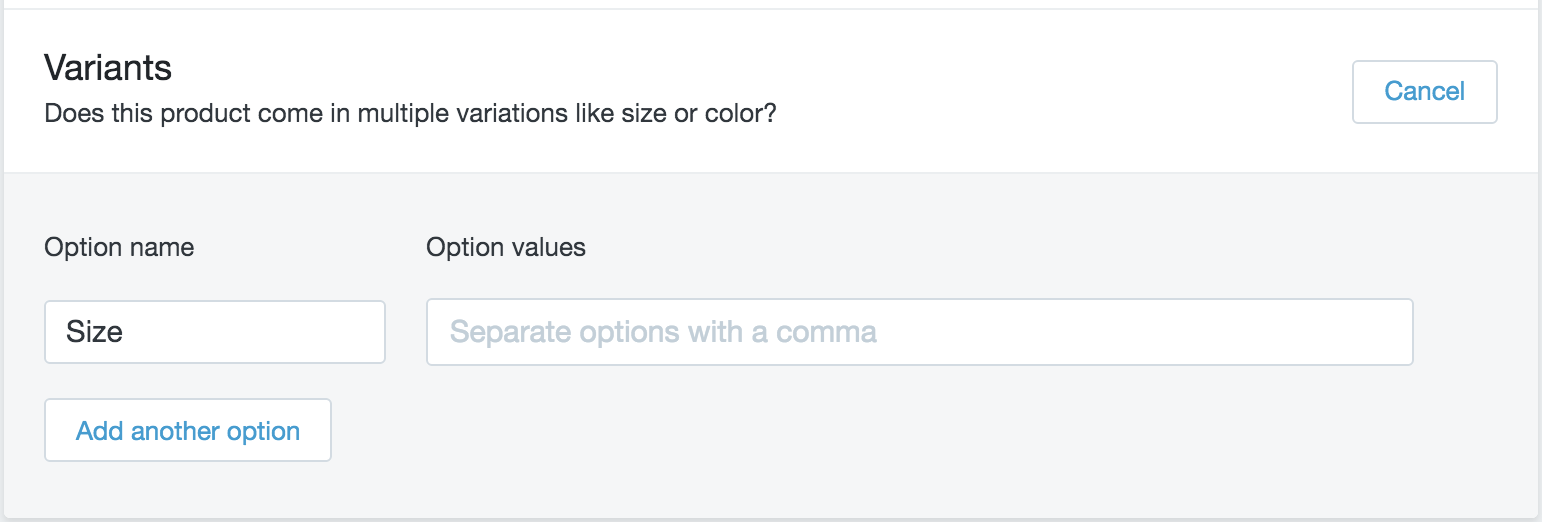 Variants
Does this product come in multiple variations like size or color?
Cancel
Option name
Option values
Size
Separate options with a comma
Add another option